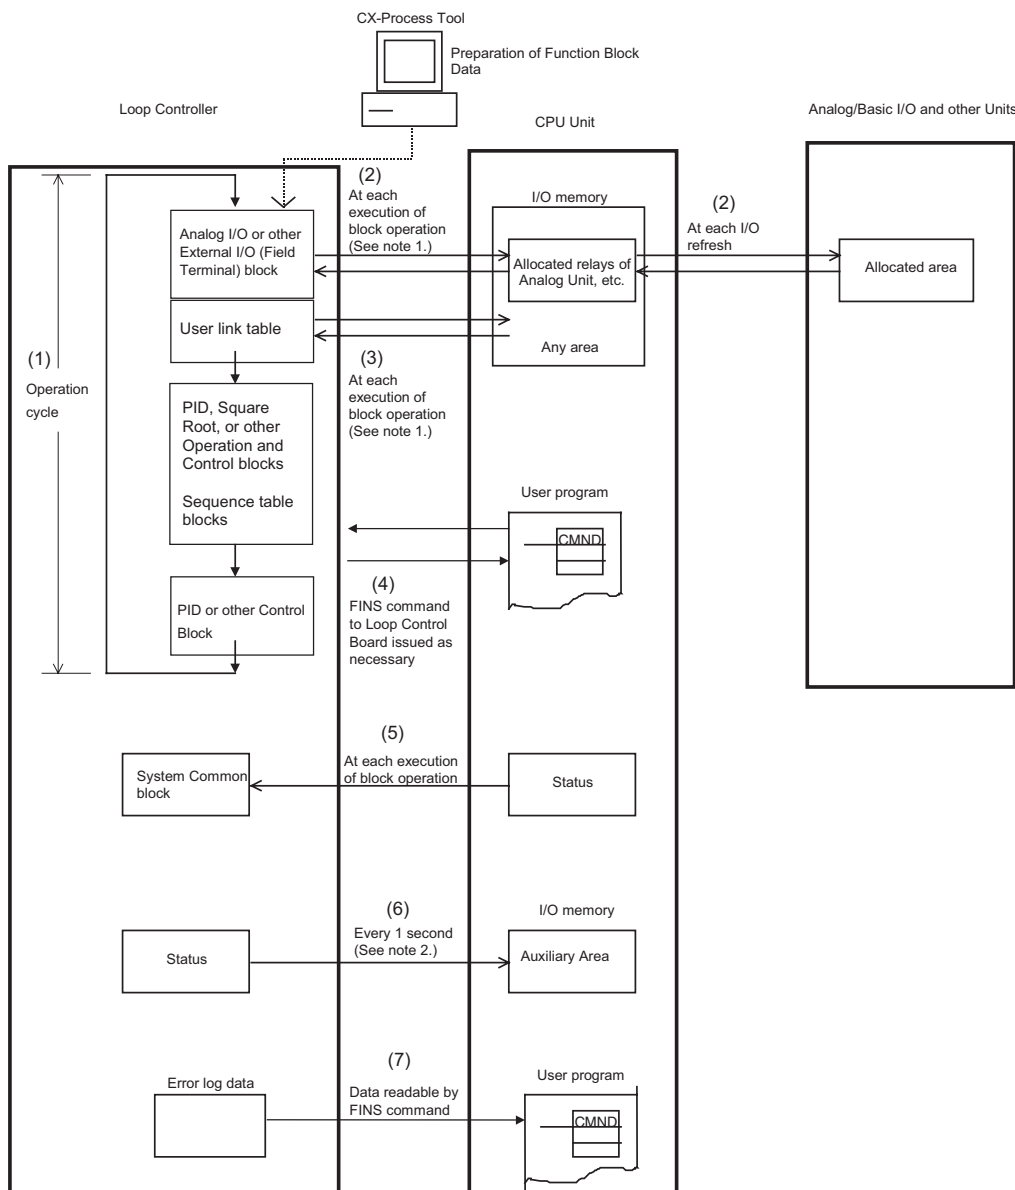 CX-Process Tool
Preparation of Function Block
Data
Loop Controller
CPU Unit
Analog/Basic I/O and other Units
(2)
At each
execution of
block operation
(See note 1.)
I/O memory
(2)
At each I/O
refresh
Analog I/O or other
External I/O (Field
Terminal) block
Allocated relays of
Analog Unit, etc.
Allocated area
User link table
Any area
(1)
Operation
cycle
(3)
At each
execution of
block operation
(See note 1.)
PID, Square
Root, or other
Operation and
Control blocks
Sequence table
blocks
User program
CMND
(4)
FINS command
to Loop Control
Board issued as
necessary
PID or other Control
Block
(5)
At each execution
of block operation
System Common
block
Status
(6)
Every 1 second
(See note 2.)
I/O memory
Status
Auxiliary Area
(7)
Data readable by
FINS command
Error log data
User program
CMND